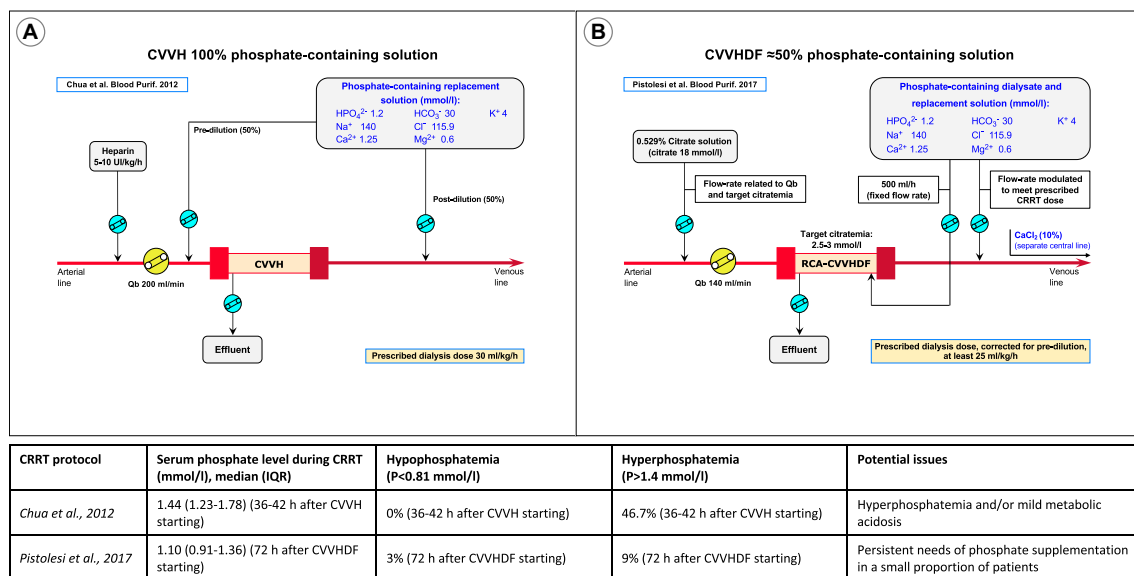 A
CVVH 100% phosphate-containing solution
Chua et al. Blood Purif. 2012
Phosphate-containing replacement
solution (mmol/l):
HPO₄²⁻ 1.2 HCO₃⁻ 30 K⁺ 4
Na⁺ 140 Cl⁻ 115.9
Ca²⁺ 1.25 Mg²⁺ 0.6
Pre-dilution (50%)
Heparin
5-10 UI/kg/h
Post-dilution (50%)
CVVH
Arterial
line
Qb 200 ml/min
Venous
line
Effluent
Prescribed dialysis dose 30 ml/kg/h
B
CVVHDF ≈50% phosphate-containing solution
Pistolesi et al. Blood Purif. 2017
Phosphate-containing dialysate and
replacement solution (mmol/l):
HPO₄²⁻ 1.2 HCO₃⁻ 30 K⁺ 4
Na⁺ 140 Cl⁻ 115.9
Ca²⁺ 1.25 Mg²⁺ 0.6
0.529% Citrate solution
(citrate 18 mmol/l)
Flow-rate related to Qb
and target citratemia
500 ml/h
(fixed flow rate)
Flow-rate modulated
to meet prescribed
CRRT dose
Target citratemia:
2.5-3 mmol/l
CaCl₂ (10%)
(separate central line)
RCA-CVVHDF
Arterial
line
Qb 140 ml/min
Venous
line
Effluent
Prescribed dialysis dose, corrected for pre-dilution,
at least 25 ml/kg/h
CRRT protocol
Serum phosphate level during CRRT
(mmol/l), median (IQR)
Hypophosphatemia
(P<0.81 mmol/l)
Hyperphosphatemia
(P>1.4 mmol/l)
Potential issues
Chua et al., 2012
1.44 (1.23-1.78) (36-42 h after CVVH
starting)
0% (36-42 h after CVVH starting)
46.7% (36-42 h after CVVH starting)
Hyperphosphatemia and/or mild metabolic
acidosis
Pistolesi et al., 2017
1.10 (0.91-1.36) (72 h after CVVHDF
starting)
3% (72 h after CVVHDF starting)
9% (72 h after CVVHDF starting)
Persistent needs of phosphate supplementation
in a small proportion of patients